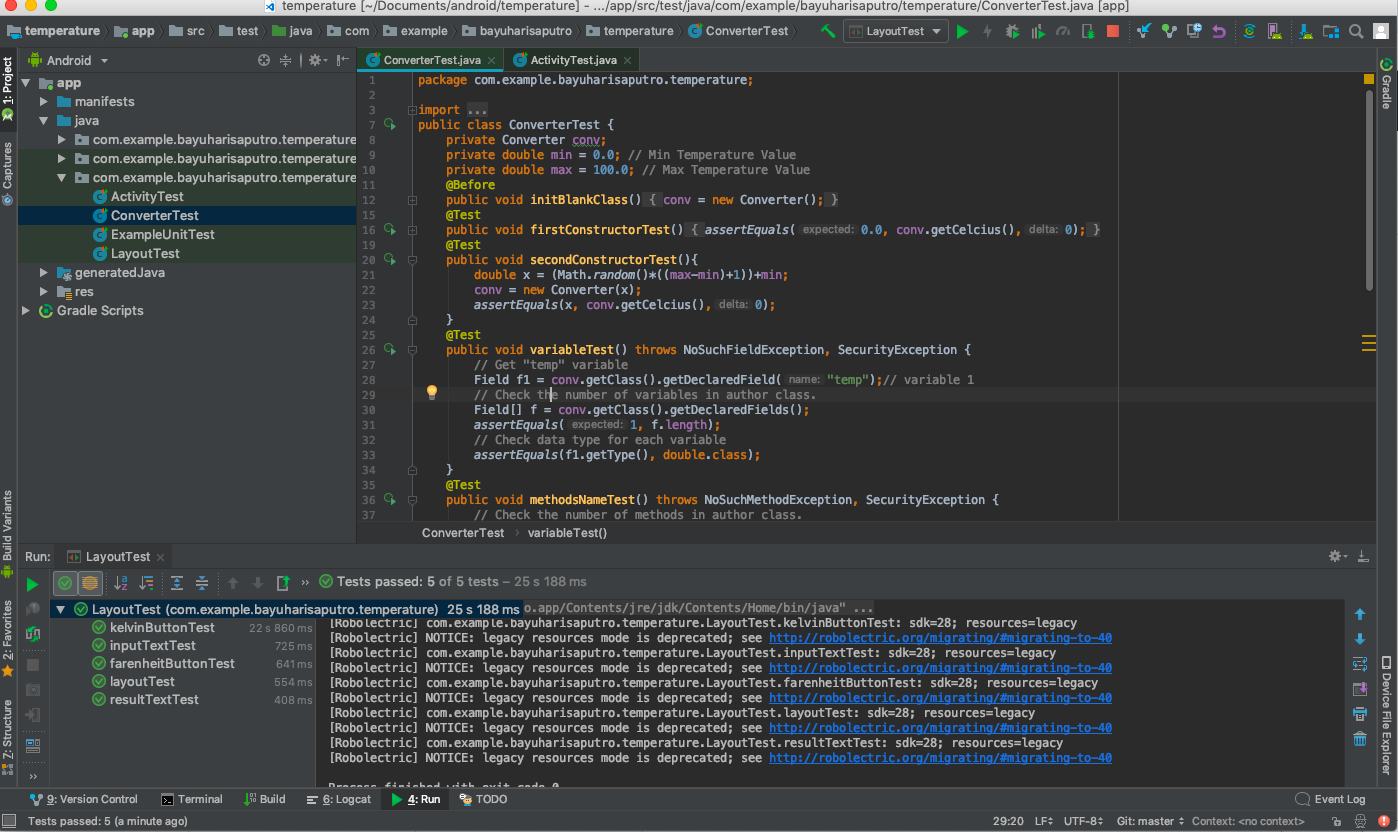 temperature [~/Documents/android/temperature] - .../app/src/test/java/com/example/bayuharisaputro/temperature/ConverterTest.java [app]
temperature app src test java com example bayuharisaputro temperature ConverterTest LayoutTest
1: Project
Captures
Build Variants
2: Favorites
Z: Structure
Android
app
manifests
java
com.example.bayuharisaputro.temperature
com.example.bayuharisaputro.temperature
com.example.bayuharisaputro.temperature
ActivityTest
ConverterTest
ExampleUnitTest
LayoutTest
generatedJava
res
Gradle Scripts
ConverterTest.java ActivityTest.java
1 package com.example.bayuharisaputro.temperature;
2
3 import ...
7 public class ConverterTest {
8 private Converter conv;
9 private double min = 0.0; // Min Temperature Value
10 private double max = 100.0; // Max Temperature Value
11 @Before
12 public void initBlankClass() { conv = new Converter(); }
15 @Test
16 public void firstConstructorTest() { assertEquals( expected: 0.0, conv.getCelcius(), delta: 0); }
19 @Test
20 public void secondConstructorTest(){
21 double x = (Math.random()*((max-min)+1))+min;
22 conv = new Converter(x);
23 assertEquals(x, conv.getCelcius(), delta: 0);
24 }
25 @Test
26 public void variableTest() throws NoSuchFieldException, SecurityException {
27 // Get "temp" variable
28 Field f1 = conv.getClass().getDeclaredField( name: "temp");// variable 1
29 // Check the number of variables in author class.
30 Field[] f = conv.getClass().getDeclaredFields();
31 assertEquals( expected: 1, f.length);
32 // Check data type for each variable
33 assertEquals(f1.getType(), double.class);
34 }
35 @Test
36 public void methodsNameTest() throws NoSuchMethodException, SecurityException {
37 // Check the number of methods in author class.
ConverterTest › variableTest()
Gradle
Device File Explorer
Run: LayoutTest
» Tests passed: 5 of 5 tests – 25 s 188 ms
LayoutTest (com.example.bayuharisaputro.temperature) 25 s 188 ms
kelvinButtonTest 22 s 860 ms
inputTextTest 725 ms
farenheitButtonTest 641 ms
layoutTest 554 ms
resultTextTest 408 ms
o.app/Contents/jre/jdk/Contents/Home/bin/java" ...
[Robolectric] com.example.bayuharisaputro.temperature.LayoutTest.kelvinButtonTest: sdk=28; resources=legacy
[Robolectric] NOTICE: legacy resources mode is deprecated; see http://robolectric.org/migrating/#migrating-to-40
[Robolectric] com.example.bayuharisaputro.temperature.LayoutTest.inputTextTest: sdk=28; resources=legacy
[Robolectric] NOTICE: legacy resources mode is deprecated; see http://robolectric.org/migrating/#migrating-to-40
[Robolectric] com.example.bayuharisaputro.temperature.LayoutTest.farenheitButtonTest: sdk=28; resources=legacy
[Robolectric] NOTICE: legacy resources mode is deprecated; see http://robolectric.org/migrating/#migrating-to-40
[Robolectric] com.example.bayuharisaputro.temperature.LayoutTest.layoutTest: sdk=28; resources=legacy
[Robolectric] NOTICE: legacy resources mode is deprecated; see http://robolectric.org/migrating/#migrating-to-40
[Robolectric] com.example.bayuharisaputro.temperature.LayoutTest.resultTextTest: sdk=28; resources=legacy
[Robolectric] NOTICE: legacy resources mode is deprecated; see http://robolectric.org/migrating/#migrating-to-40
Process finished with exit code 0
»
9: Version Control Terminal Build 6: Logcat 4: Run TODO Event Log
Tests passed: 5 (a minute ago) 29:20 LF UTF-8 Git: master Context: <no context>